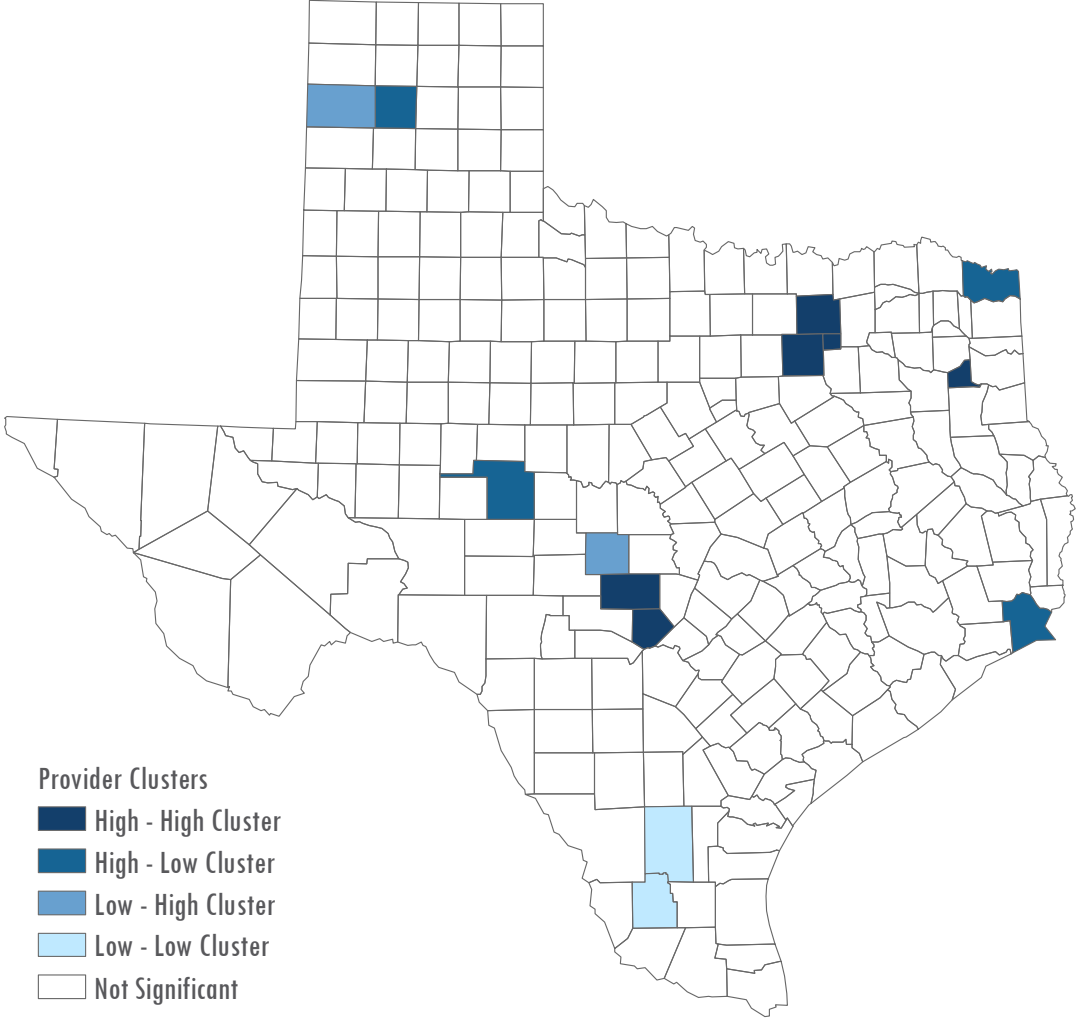 Provider Clusters
High - High Cluster
High - Low Cluster
Low - High Cluster
Low - Low Cluster
Not Significant